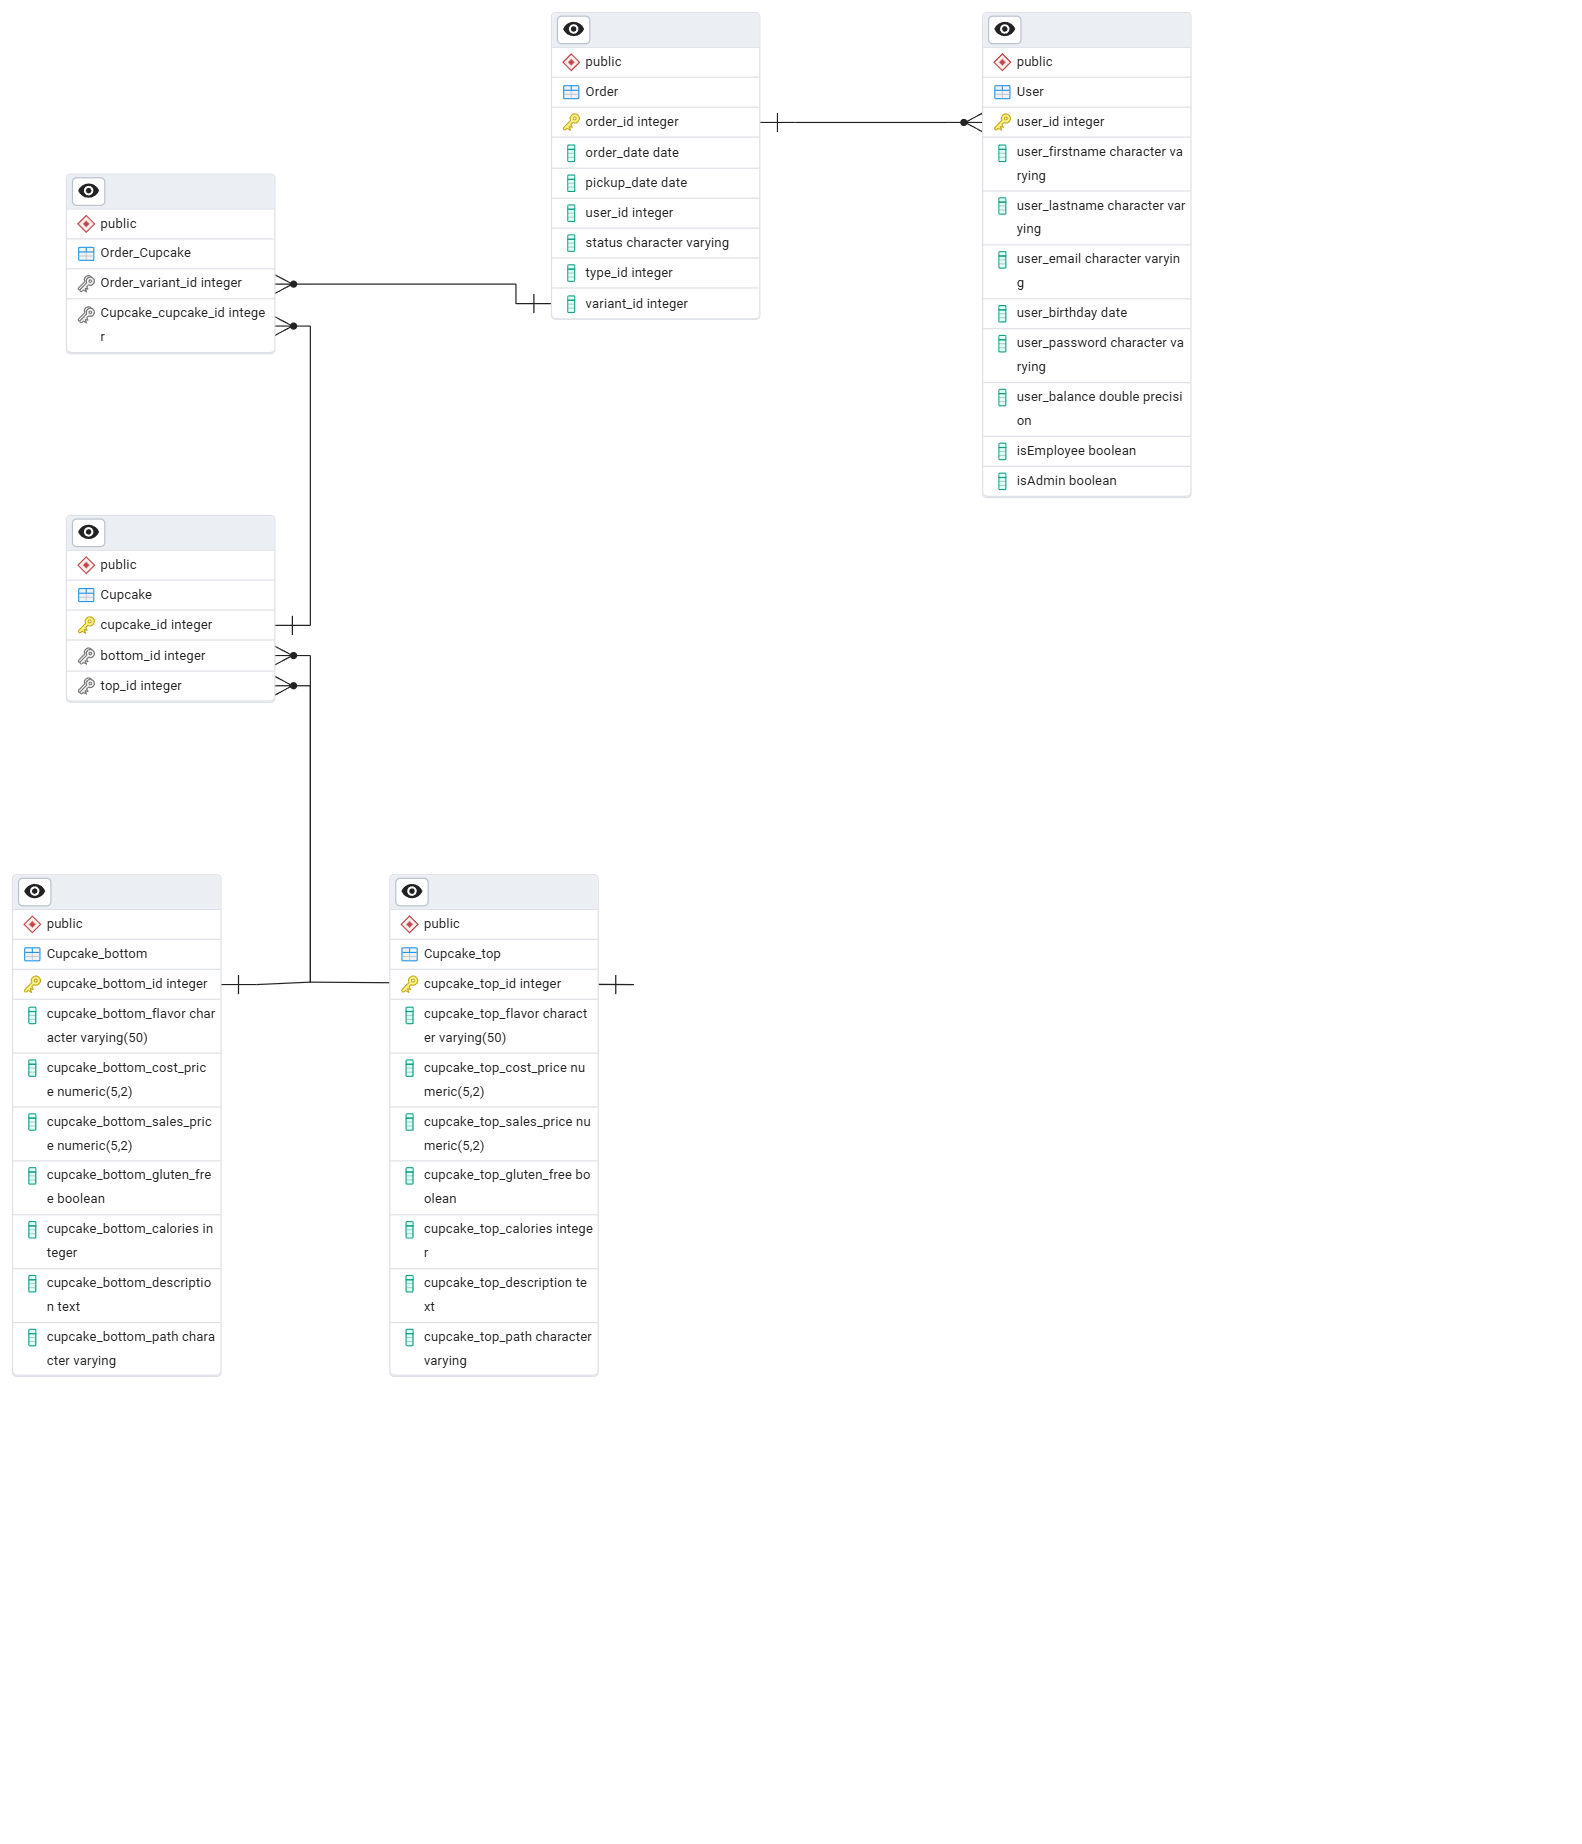 public
Order
order_id integer
order_date date
pickup_date date
user_id integer
status character varying
type_id integer
variant_id integer
public
User
user_id integer
user_firstname character va
rying
user_lastname character var
ying
user_email character varyin
g
user_birthday date
user_password character va
rying
user_balance double precisi
on
isEmployee boolean
isAdmin boolean
public
Order_Cupcake
Order_variant_id integer
Cupcake_cupcake_id intege
r
public
Cupcake
cupcake_id integer
bottom_id integer
top_id integer
public
Cupcake_bottom
cupcake_bottom_id integer
cupcake_bottom_flavor char
acter varying(50)
cupcake_bottom_cost_pric
e numeric(5,2)
cupcake_bottom_sales_pric
e numeric(5,2)
cupcake_bottom_gluten_fre
e boolean
cupcake_bottom_calories in
teger
cupcake_bottom_descriptio
n text
cupcake_bottom_path chara
cter varying
public
Cupcake_top
cupcake_top_id integer
cupcake_top_flavor charact
er varying(50)
cupcake_top_cost_price nu
meric(5,2)
cupcake_top_sales_price nu
meric(5,2)
cupcake_top_gluten_free bo
olean
cupcake_top_calories intege
r
cupcake_top_description te
xt
cupcake_top_path character
varying